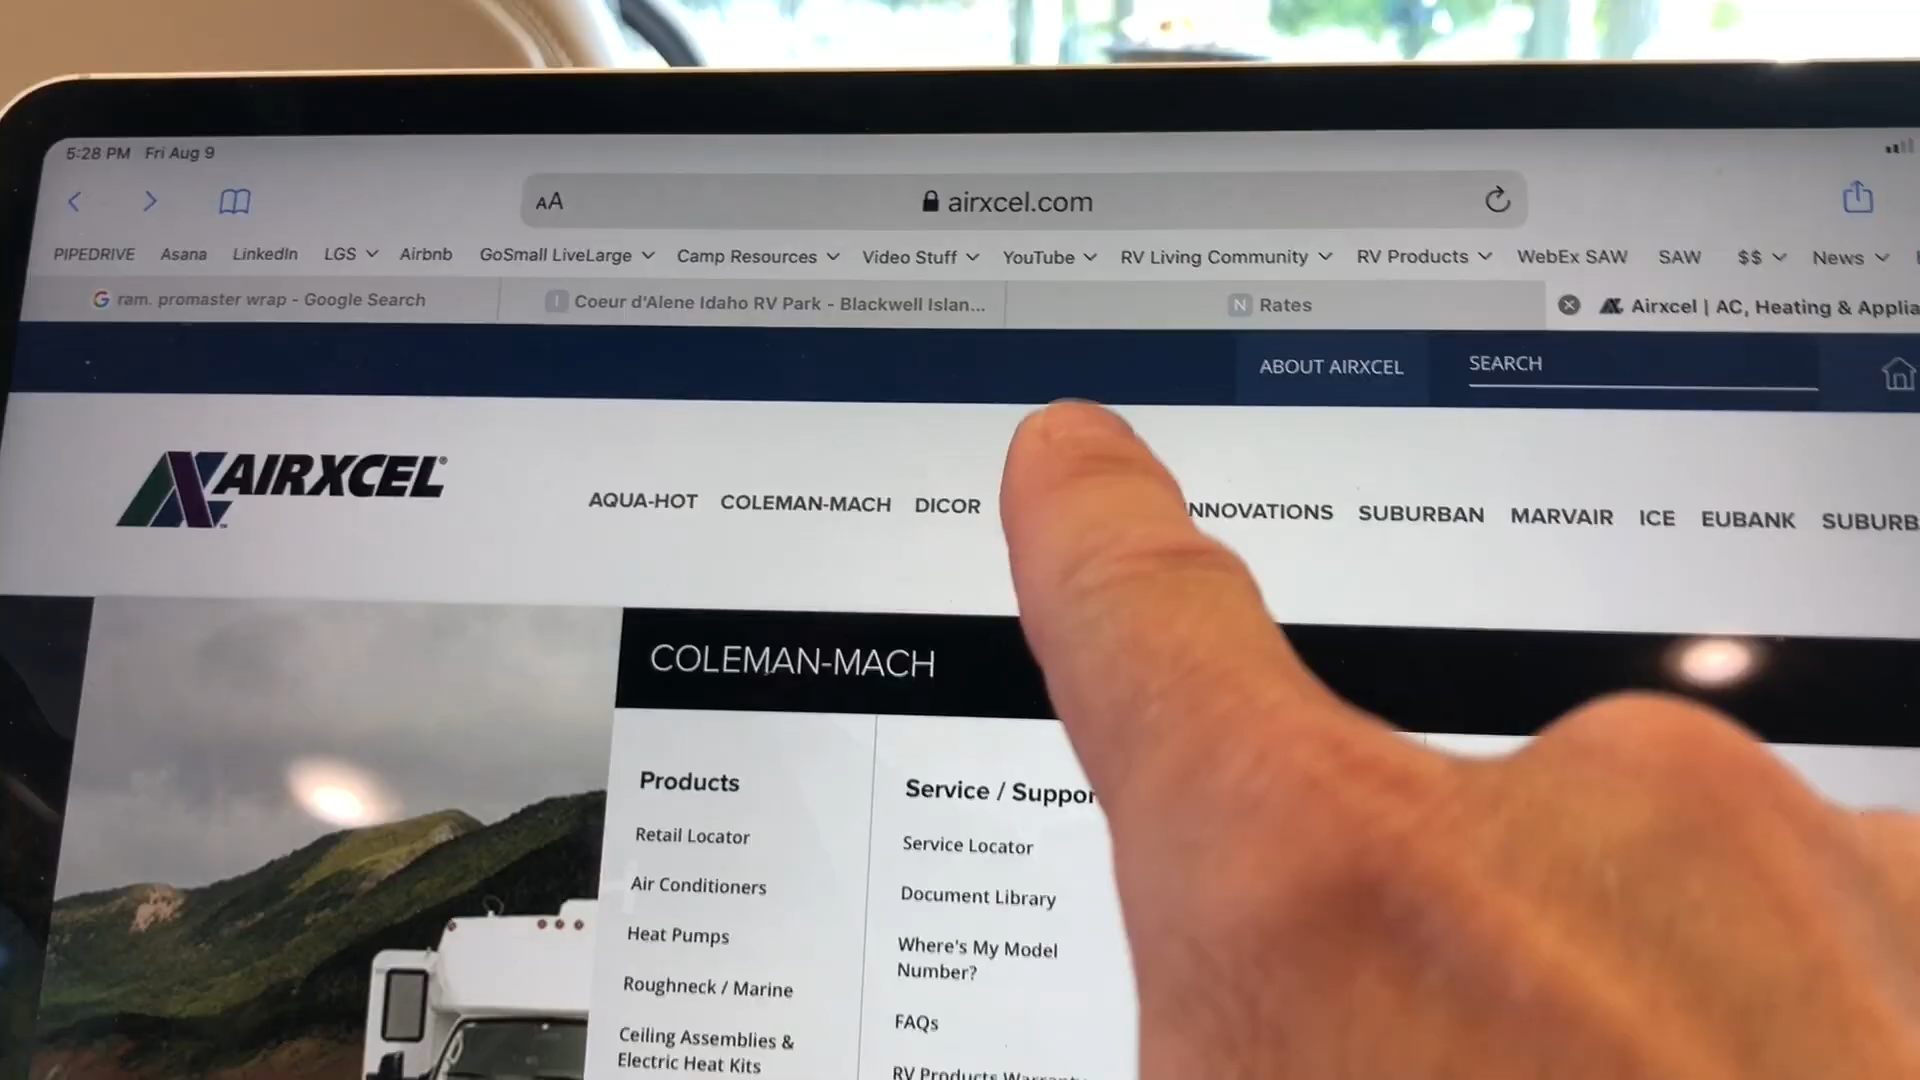 5:28 PM Fri Aug 9
AA airxcel.com
PIPEDRIVE Asana LinkedIn LGS Airbnb GoSmall LiveLarge Camp Resources Video Stuff YouTube RV Living Community RV Products WebEx SAW SAW $$ News
ram. promaster wrap - Google Search Coeur d'Alene Idaho RV Park - Blackwell Islan... N Rates Airxcel | AC, Heating & Applia
ABOUT AIRXCEL SEARCH
AIRXCEL
AQUA-HOT COLEMAN-MACH DICOR NNOVATIONS SUBURBAN MARVAIR ICE EUBANK SUBURB
COLEMAN-MACH
Products
Retail Locator
Air Conditioners
Heat Pumps
Roughneck / Marine
Ceiling Assemblies &
Electric Heat Kits
Service / Suppor
Service Locator
Document Library
Where's My Model
Number?
FAQs
RV Products